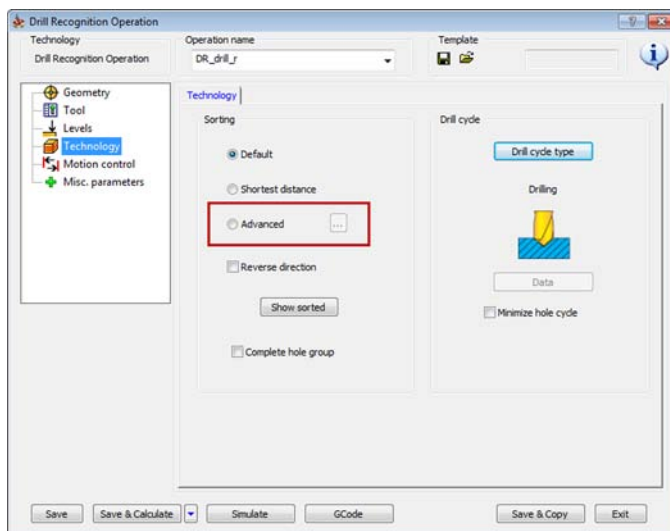 Drill Recognition Operation
Technology
Drill Recognition Operation
Operation name
DR_drill_r
Template
Geometry
Tool
Levels
Technology
Motion control
Misc. parameters
Technology
Sorting
Default
Shortest distance
Advanced
...
Reverse direction
Show sorted
Complete hole group
Drill cycle
Drill cycle type
Drilling
Data
Minimize hole cycle
Save
Save & Calculate
Simulate
GCode
Save & Copy
Exit